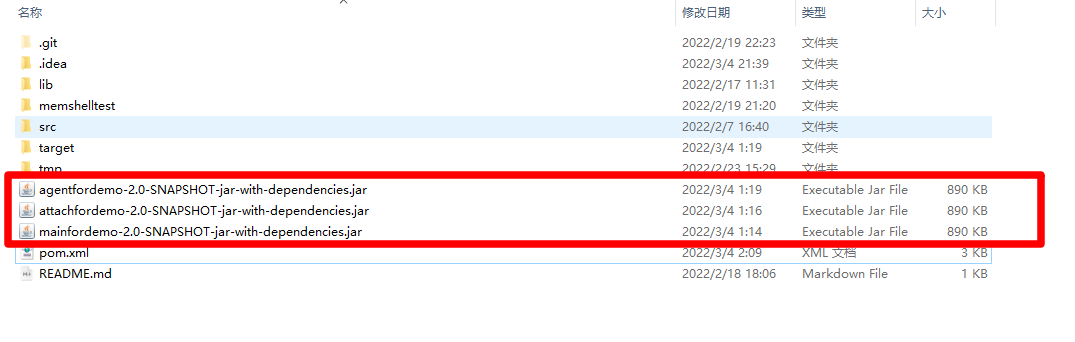 名称 修改日期 类型 大小
.git 2022/2/19 22:23 文件夹
.idea 2022/3/4 21:39 文件夹
lib 2022/2/17 11:31 文件夹
memshelltest 2022/2/19 21:20 文件夹
src 2022/2/7 16:40 文件夹
target 2022/3/4 1:19 文件夹
tmp 2022/2/23 15:29 文件夹
agentfordemo-2.0-SNAPSHOT-jar-with-dependencies.jar 2022/3/4 1:19 Executable Jar File 890 KB
attachfordemo-2.0-SNAPSHOT-jar-with-dependencies.jar 2022/3/4 1:16 Executable Jar File 890 KB
mainfordemo-2.0-SNAPSHOT-jar-with-dependencies.jar 2022/3/4 1:14 Executable Jar File 890 KB
pom.xml 2022/3/4 2:09 XML 文档 3 KB
README.md 2022/2/18 18:06 Markdown File 1 KB